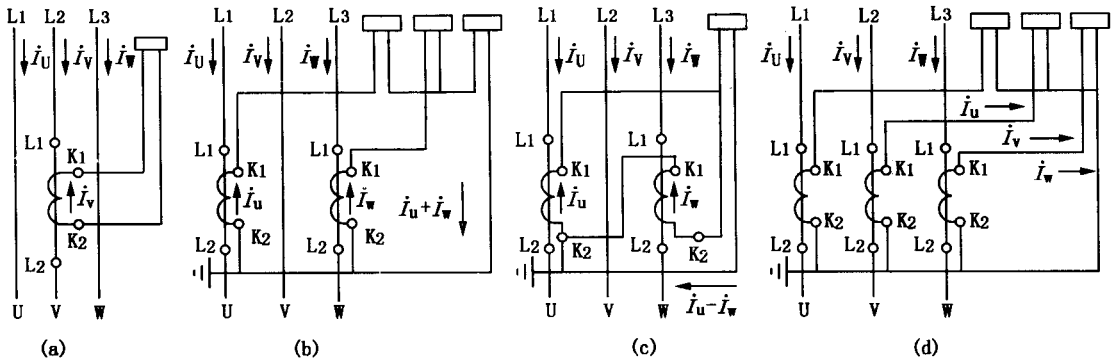 L1 L2 L3
İU İV İW
L1
K1
İv
K2
L2
U V W
(a)
L1 L2 L3
İU İV İW
L1 L1
K1 K1
İu İw
K2 K2
L2 L2
İu+İw
U V W
(b)
L1 L2 L3
İU İV İW
L1 L1
K1 K1
İu İw
K2 K2
L2 L2
U V W
İu−İw
(c)
L1 L2 L3
İU İV İW
İu
İv
İw
L1 L1 L1
K1 K1 K1
K2 K2 K2
L2 L2 L2
U V W
(d)